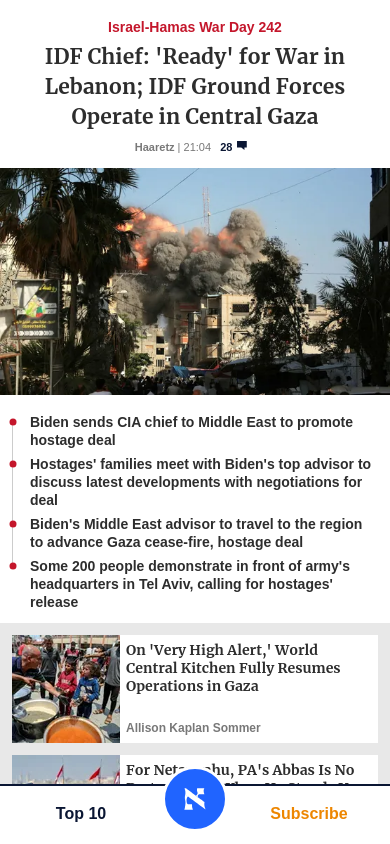 Israel-Hamas War Day 242
IDF Chief: 'Ready' for War in
Lebanon; IDF Ground Forces
Operate in Central Gaza
Haaretz | 21:04 28
Biden sends CIA chief to Middle East to promote
hostage deal
Hostages' families meet with Biden's top advisor to
discuss latest developments with negotiations for
deal
Biden's Middle East advisor to travel to the region
to advance Gaza cease-fire, hostage deal
Some 200 people demonstrate in front of army's
headquarters in Tel Aviv, calling for hostages'
release
On 'Very High Alert,' World
Central Kitchen Fully Resumes
Operations in Gaza
Allison Kaplan Sommer
PA's Abbas Is No
Top 10
Subscribe